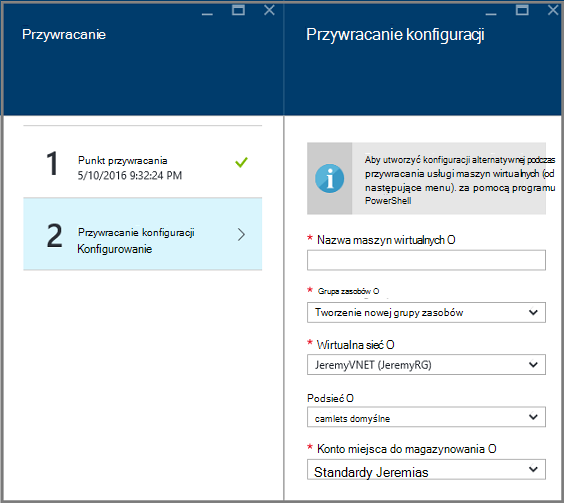 Przywracanie
Przywracanie konfiguracji
1
Punkt przywracania
5/10/2016 9:32:24 PM
2
Przywracanie konfiguracji
Konfigurowanie
Aby utworzyć konfiguracji alternatywnej podczas
przywracania usługi maszyn wirtualnych (od
następujące menu). za pomocą programu
PowerShell
* Nazwa maszyn wirtualnych O
* Grupa zasobów O
Tworzenie nowej grupy zasobów
* Wirtualna sieć O
JeremyVNET (JeremyRG)
Podsieć O
camlets domyślne
* Konto miejsca do magazynowania O
Standardy Jeremias